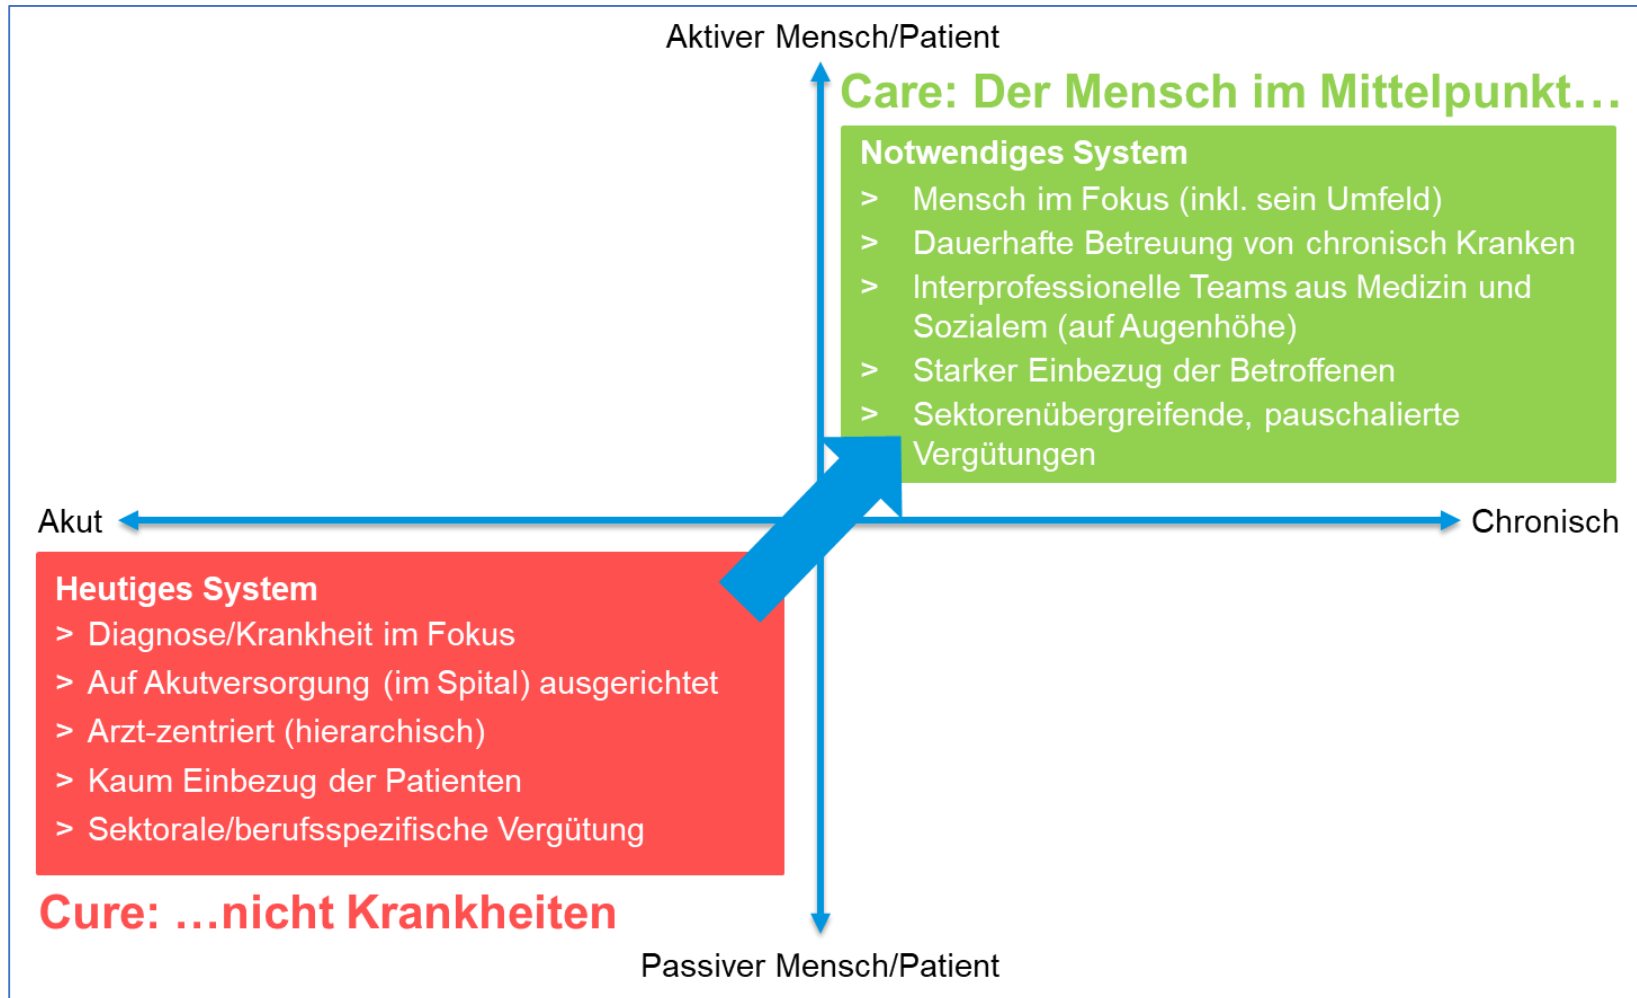 Aktiver Mensch/Patient
Care: Der Mensch im Mittelpunkt…
Notwendiges System
> Mensch im Fokus (inkl. sein Umfeld)
> Dauerhafte Betreuung von chronisch Kranken
> Interprofessionelle Teams aus Medizin und
Sozialem (auf Augenhöhe)
> Starker Einbezug der Betroffenen
> Sektorenübergreifende, pauschalierte
Vergütungen
Akut
Chronisch
Heutiges System
> Diagnose/Krankheit im Fokus
> Auf Akutversorgung (im Spital) ausgerichtet
> Arzt-zentriert (hierarchisch)
> Kaum Einbezug der Patienten
> Sektorale/berufsspezifische Vergütung
Cure: …nicht Krankheiten
Passiver Mensch/Patient